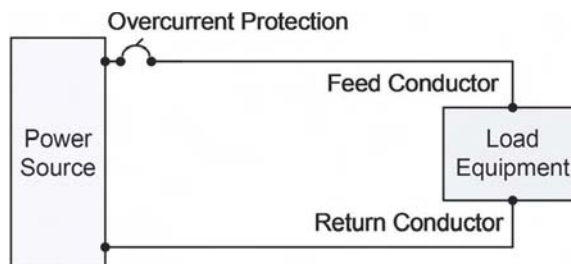 Overcurrent Protection
Feed Conductor
Power
Source
Load
Equipment
Return Conductor